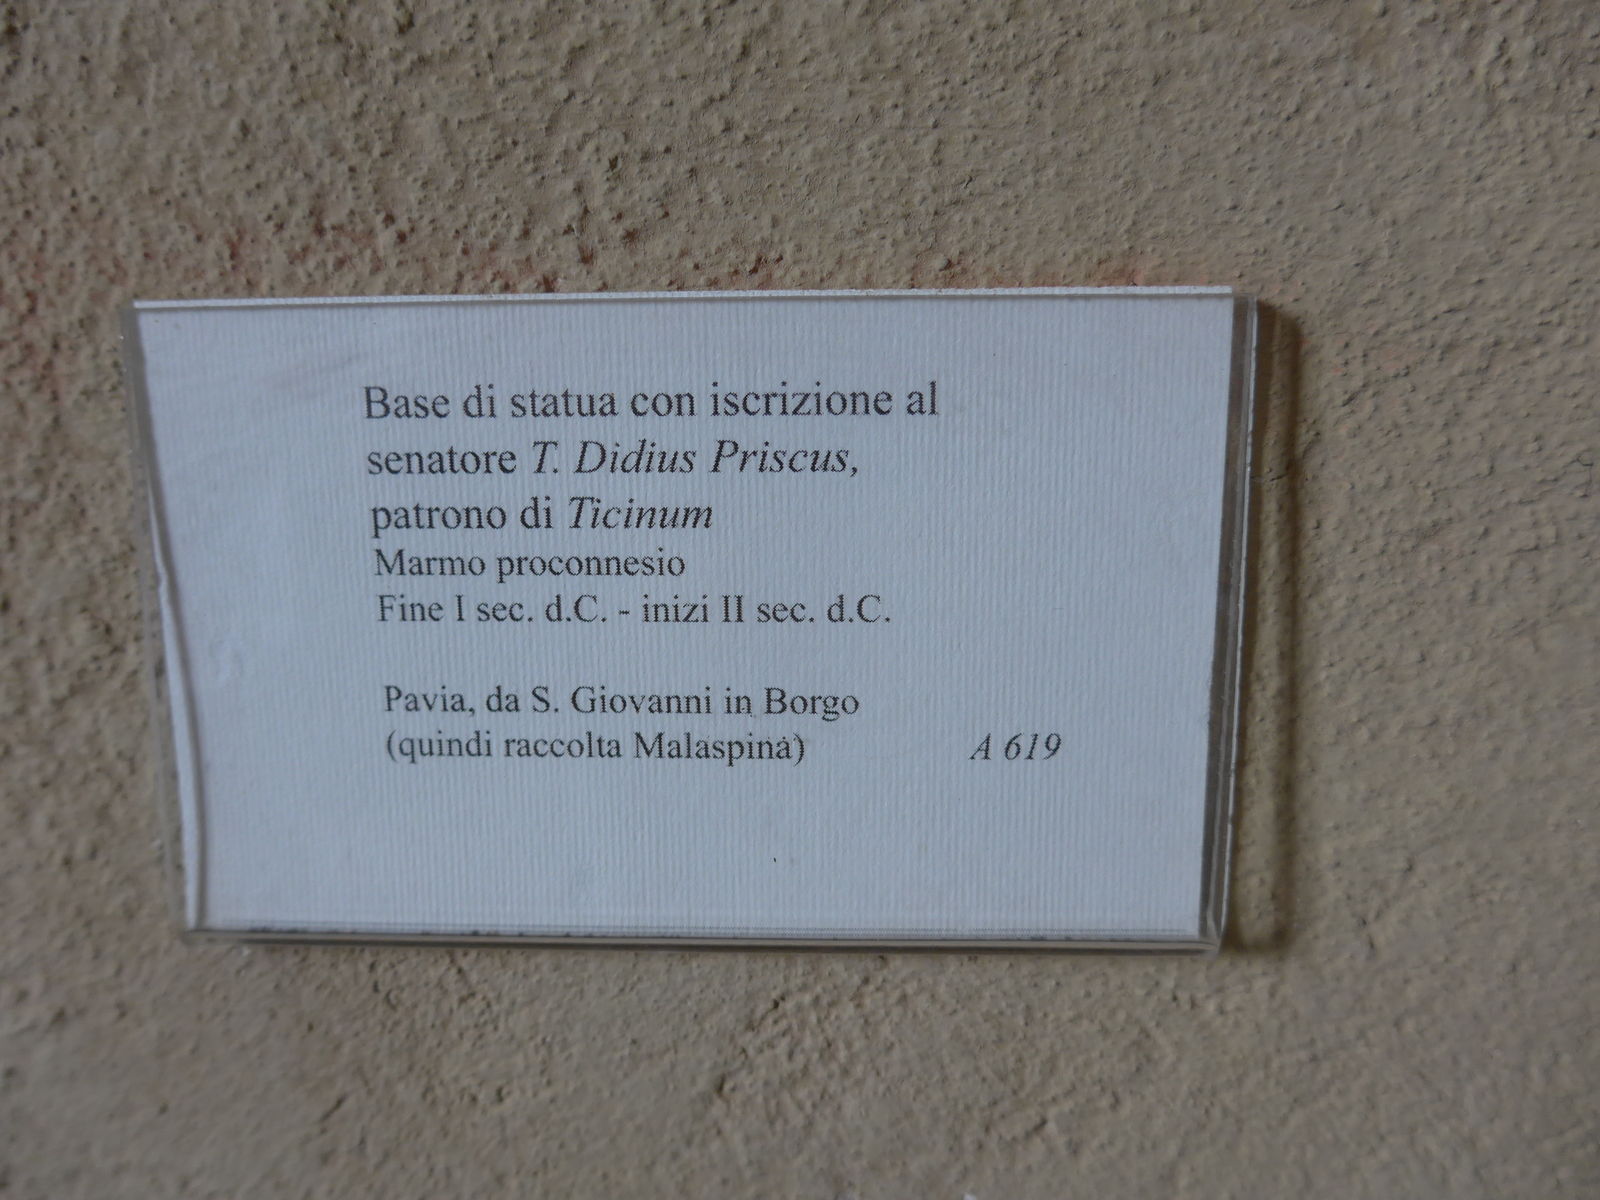 Base di statua con iscrizione al
senatore T. Didius Priscus,
patrono di Ticinum
Marmo proconnesio
Fine I sec. d.C. - inizi II sec. d.C.
Pavia, da S. Giovanni in Borgo
(quindi raccolta Malaspina) A 619